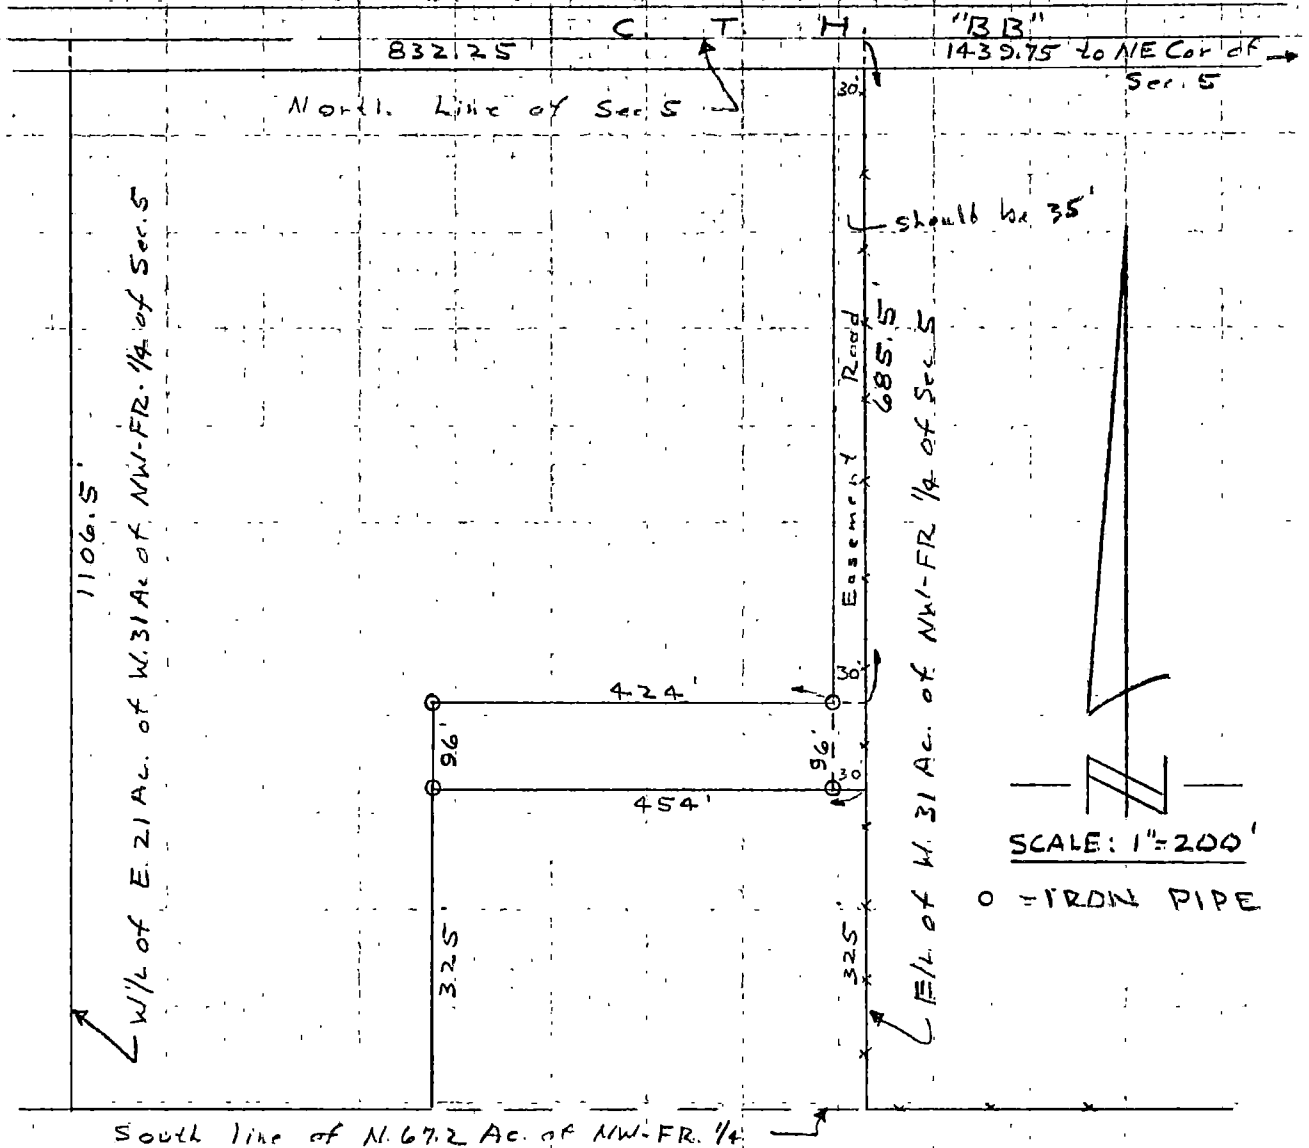 C T H "BB"
832.25'
1439.75 to NE Cor of
Sec. 5
North Line of Sec 5
30'
should be 35'
W/L of E. 21 Ac. of W. 31 Ac of NW-FR. 1/4 of Sec. 5
1106.5'
Easement Road
685.5'
E/L of W. 31 Ac. of NW-FR 1/4 of Sec 5
30'
424'
96'
96'
30'
454'
N
SCALE: 1"=200'
O = IRON PIPE
325'
325'
South line of N. 67.2 Ac. of NW-FR. 1/4